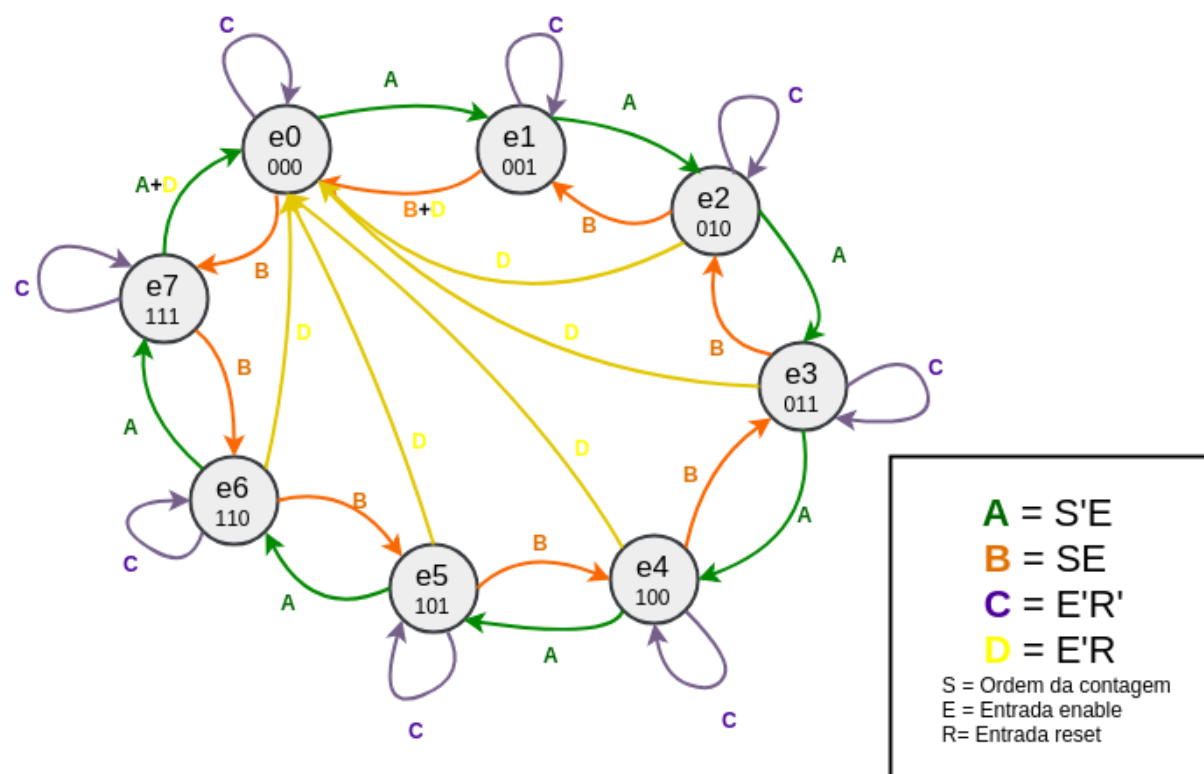 C
C
A
A
C
e0
000
e1
001
e2
010
A+D
B+D
B
B
D
A
C
e7
111
D
B
D
B
e3
011
C
A
D
D
B
e6
110
B
A
B
e5
101
e4
100
C
A
A
C
C
A = S'E
B = SE
C = E'R'
D = E'R
S = Ordem da contagem
E = Entrada enable
R= Entrada reset